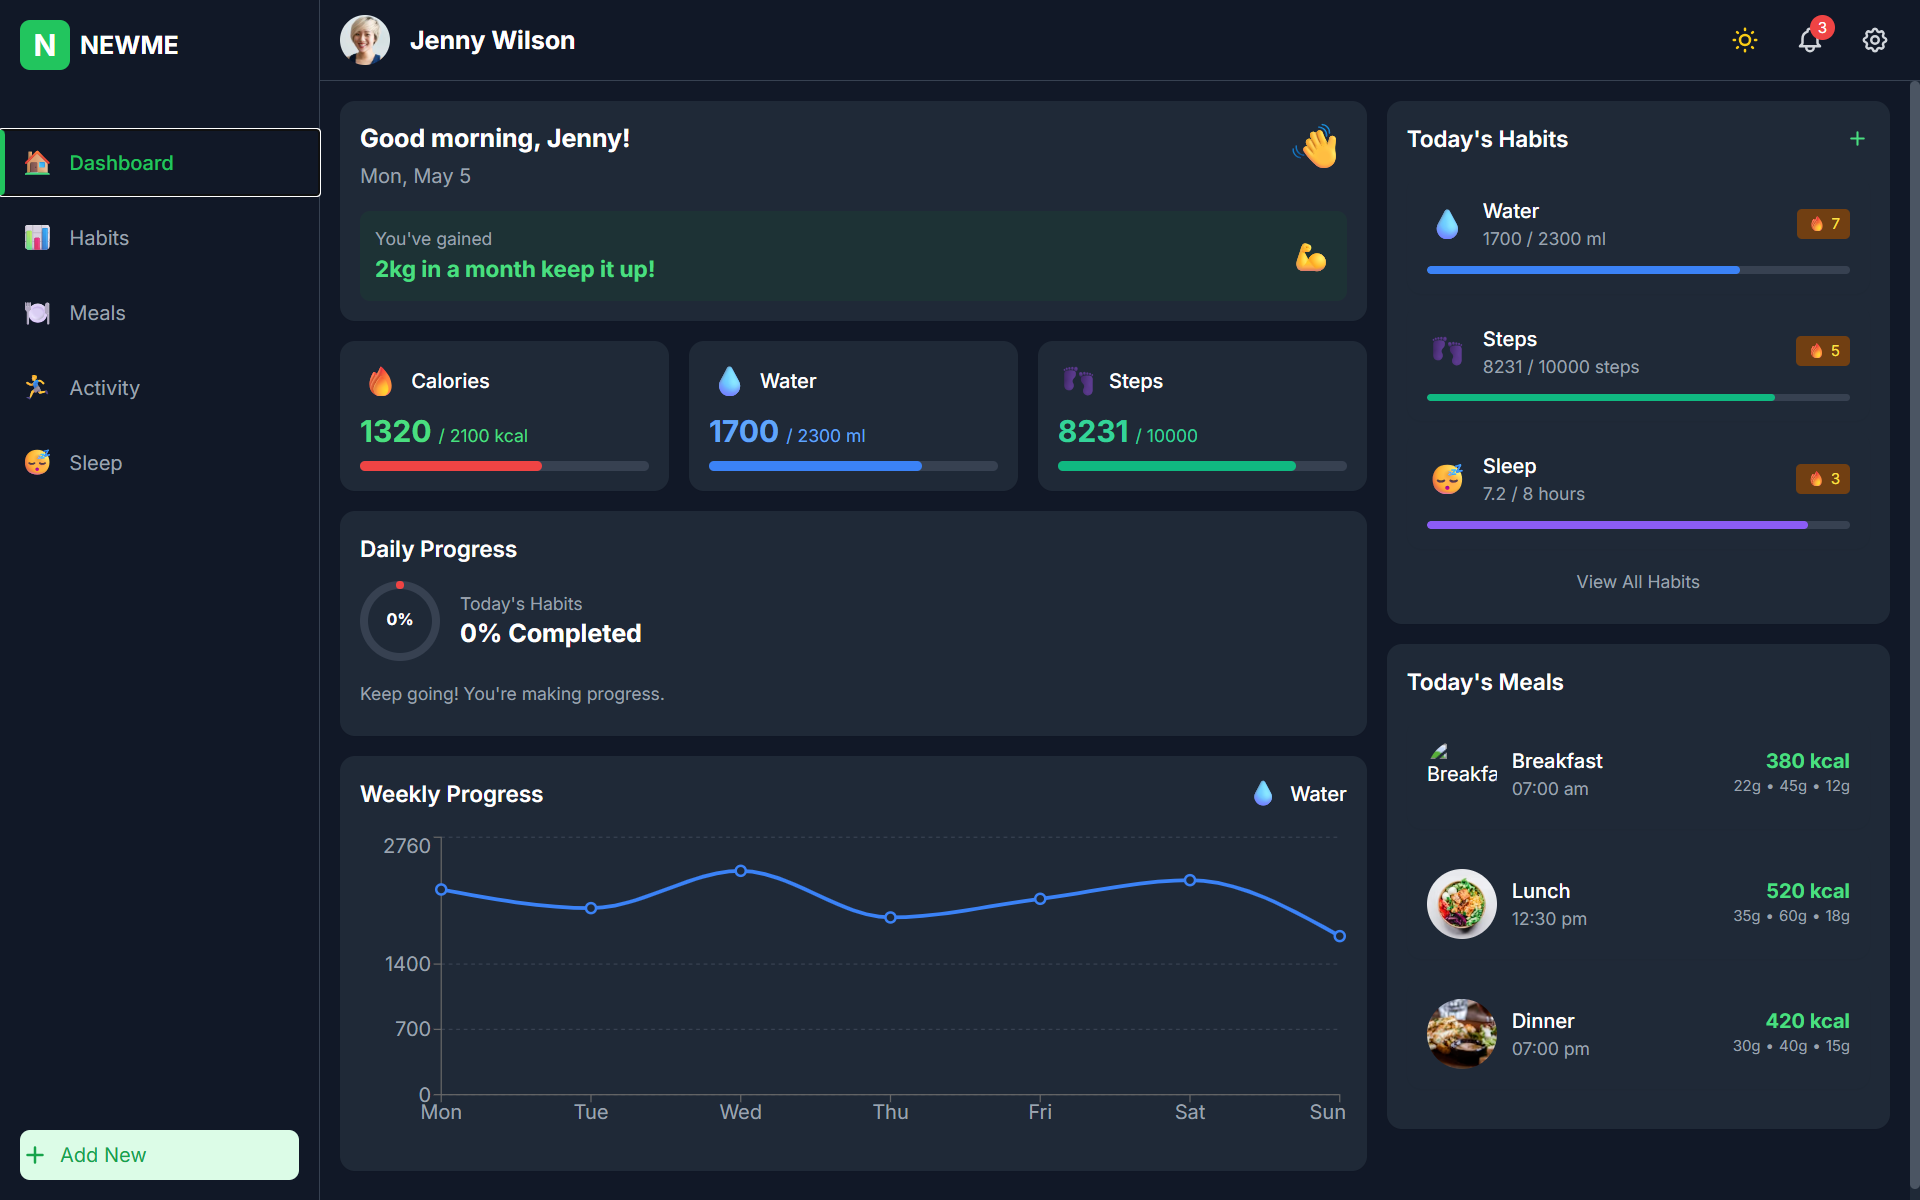 N NEWME
Dashboard
Habits
Meals
Activity
Sleep
+ Add New
Jenny Wilson
3
Good morning, Jenny!
Mon, May 5
You've gained
2kg in a month keep it up!
Calories
1320 / 2100 kcal
Water
1700 / 2300 ml
Steps
8231 / 10000
Daily Progress
0%
Today's Habits
0% Completed
Keep going! You're making progress.
Weekly Progress
Water
2760
1400
700
0
Mon Tue Wed Thu Fri Sat Sun
Today's Habits +
Water
1700 / 2300 ml
7
Steps
8231 / 10000 steps
5
Sleep
7.2 / 8 hours
3
View All Habits
Today's Meals
Breakfa
Breakfast
07:00 am
380 kcal
22g • 45g • 12g
Lunch
12:30 pm
520 kcal
35g • 60g • 18g
Dinner
07:00 pm
420 kcal
30g • 40g • 15g